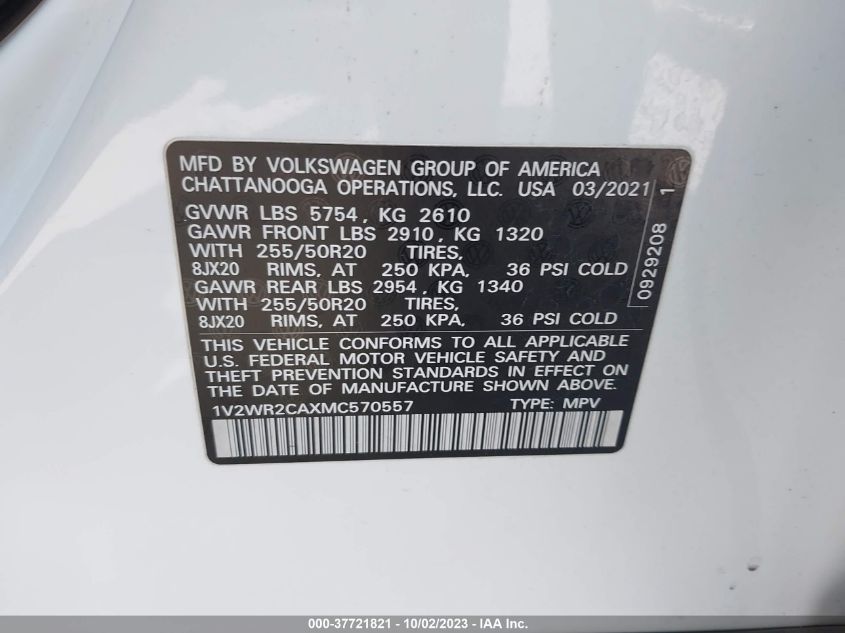 MFD BY VOLKSWAGEN GROUP OF AMERICA
CHATTANOOGA OPERATIONS, LLC. USA 03/2021
GVWR LBS 5754, KG 2610
GAWR FRONT LBS 2910, KG 1320
WITH 255/50R20 TIRES,
8JX20 RIMS, AT 250 KPA, 36 PSI COLD
GAWR REAR LBS 2954, KG 1340
WITH 255/50R20 TIRES,
8JX20 RIMS, AT 250 KPA, 36 PSI COLD
0929208 1
THIS VEHICLE CONFORMS TO ALL APPLICABLE
U.S. FEDERAL MOTOR VEHICLE SAFETY AND
THEFT PREVENTION STANDARDS IN EFFECT ON
THE DATE OF MANUFACTURE SHOWN ABOVE.
1V2WR2CAXMC570557 TYPE: MPV
000-37721821 - 10/02/2023 - IAA Inc.